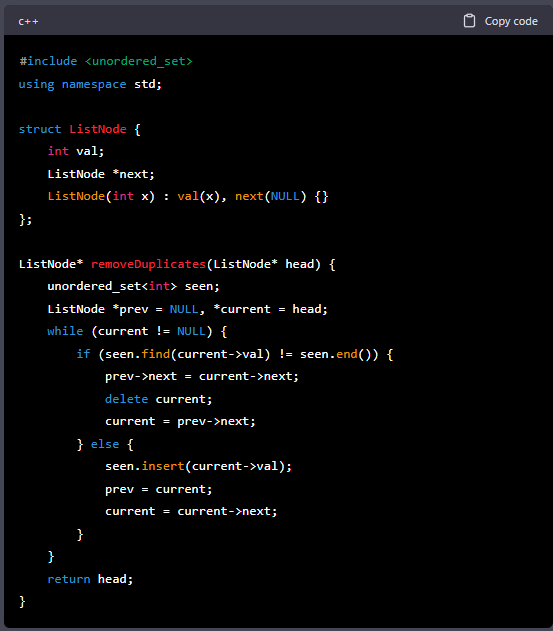 c++
Copy code
#include <unordered_set>
using namespace std;
struct ListNode {
int val;
ListNode *next;
ListNode(int x) : val(x), next(NULL) {}
};
ListNode* removeDuplicates(ListNode* head) {
unordered_set<int> seen;
ListNode *prev = NULL, *current = head;
while (current != NULL) {
if (seen.find(current->val) != seen.end()) {
prev->next = current->next;
delete current;
current = prev->next;
} else {
seen.insert(current->val);
prev = current;
current = current->next;
}
}
return head;
}